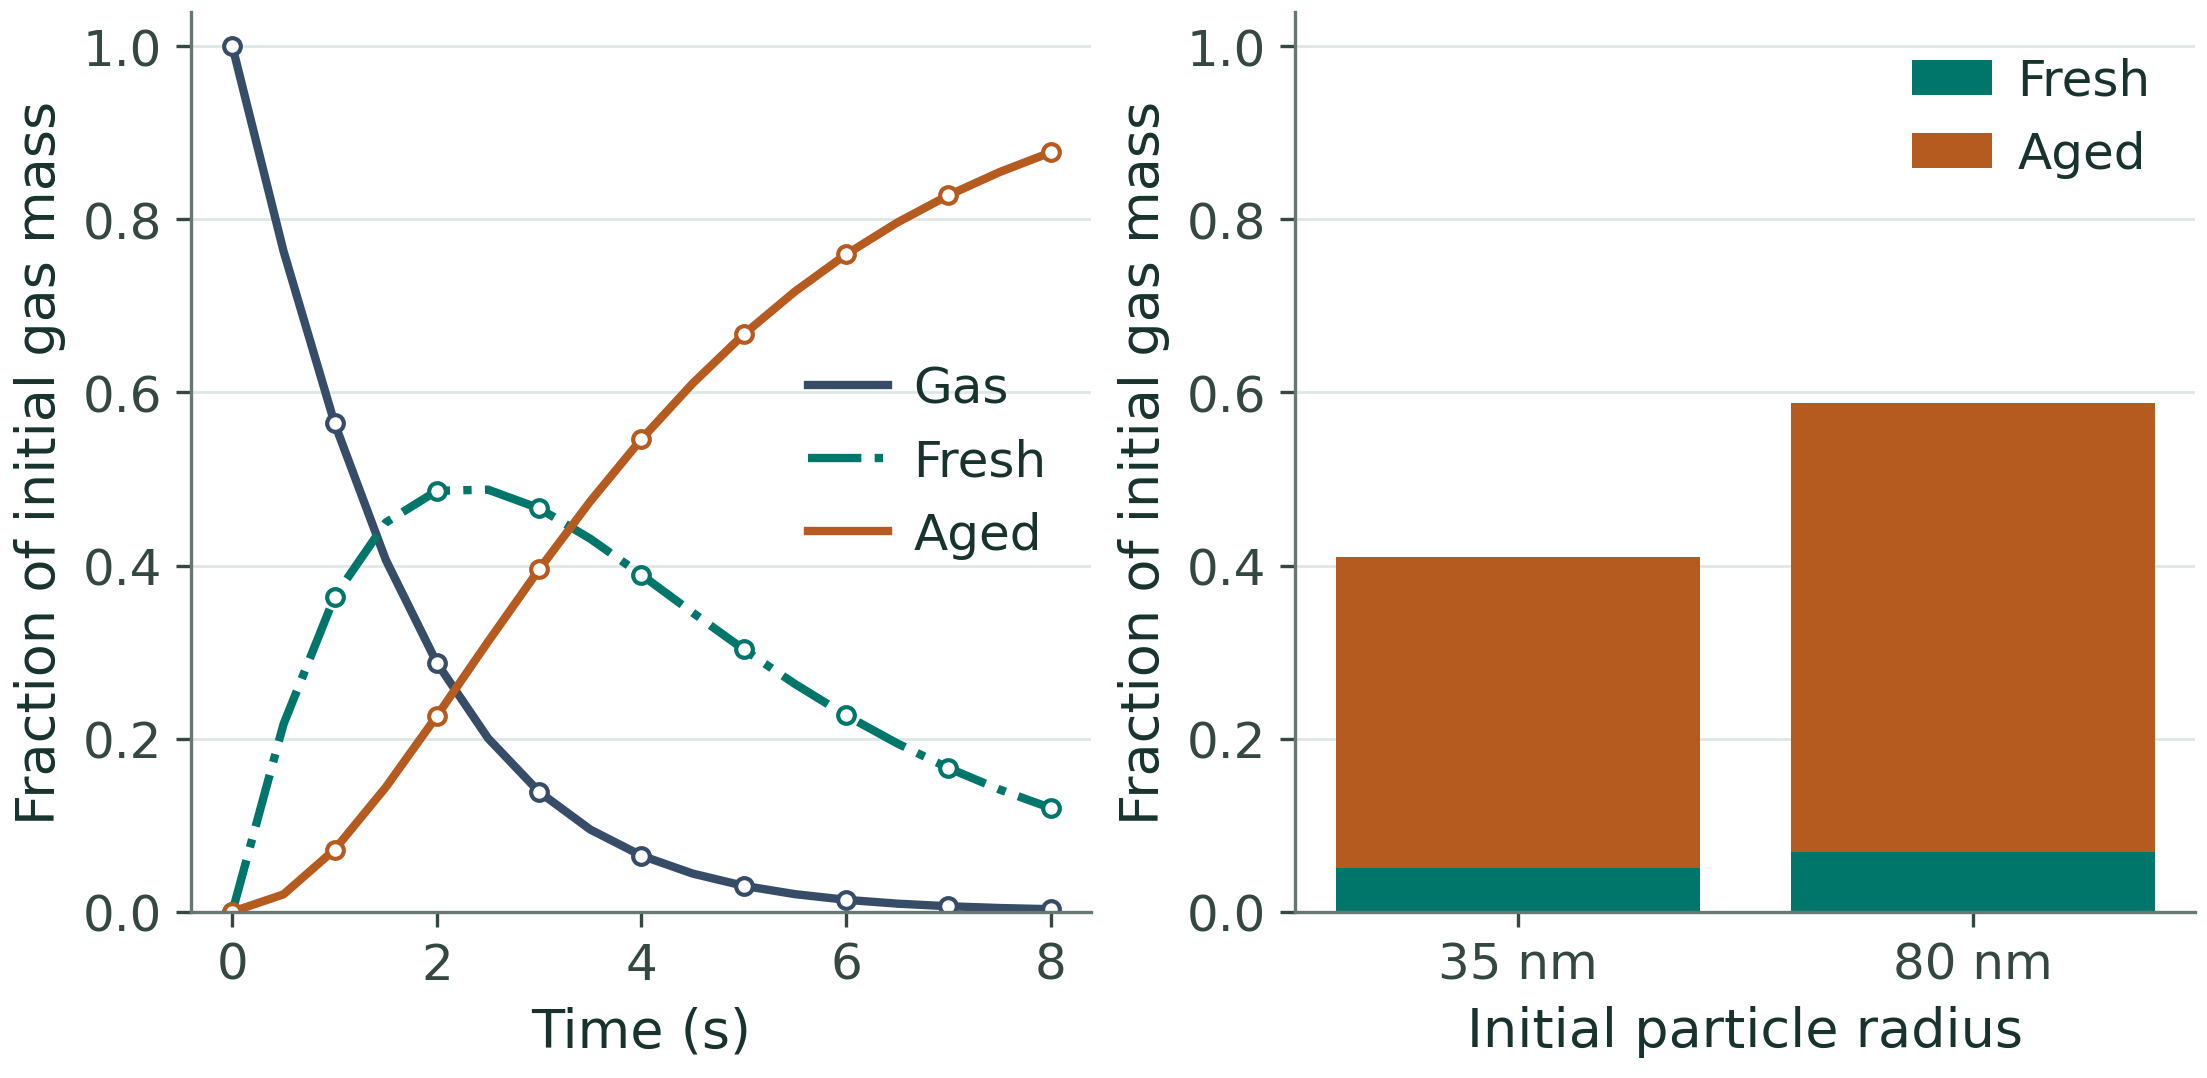 Fraction of initial gas mass
1.0
0.8
0.6
0.4
0.2
0.0
0
2
4
6
8
Time (s)
Gas
Fresh
Aged
Fraction of initial gas mass
1.0
0.8
0.6
0.4
0.2
0.0
35 nm
80 nm
Initial particle radius
Fresh
Aged